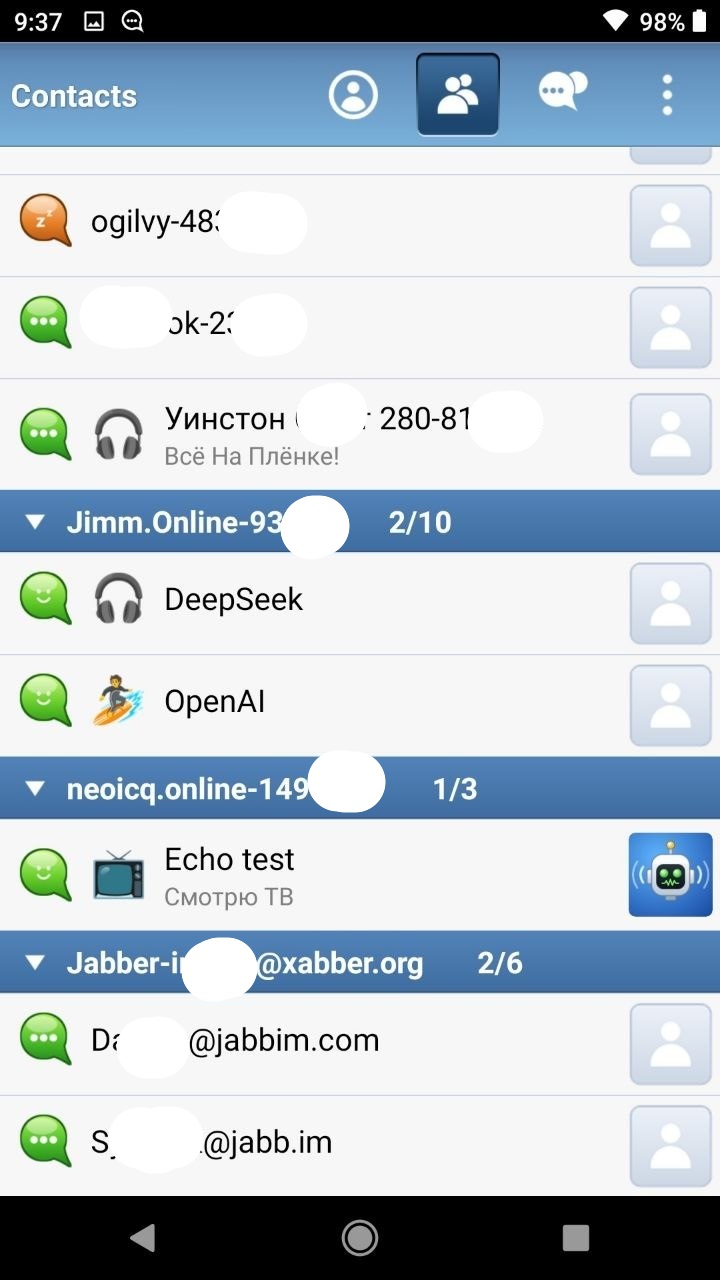 9:37
98%
Contacts
ogilvy-48
ok-23
Уинстон 280-81
Всё На Плёнке!
Jimm.Online-93 2/10
DeepSeek
OpenAI
neoicq.online-149 1/3
Echo test
Смотрю ТВ
Jabber-i @xabber.org 2/6
Da @jabbim.com
S @jabb.im